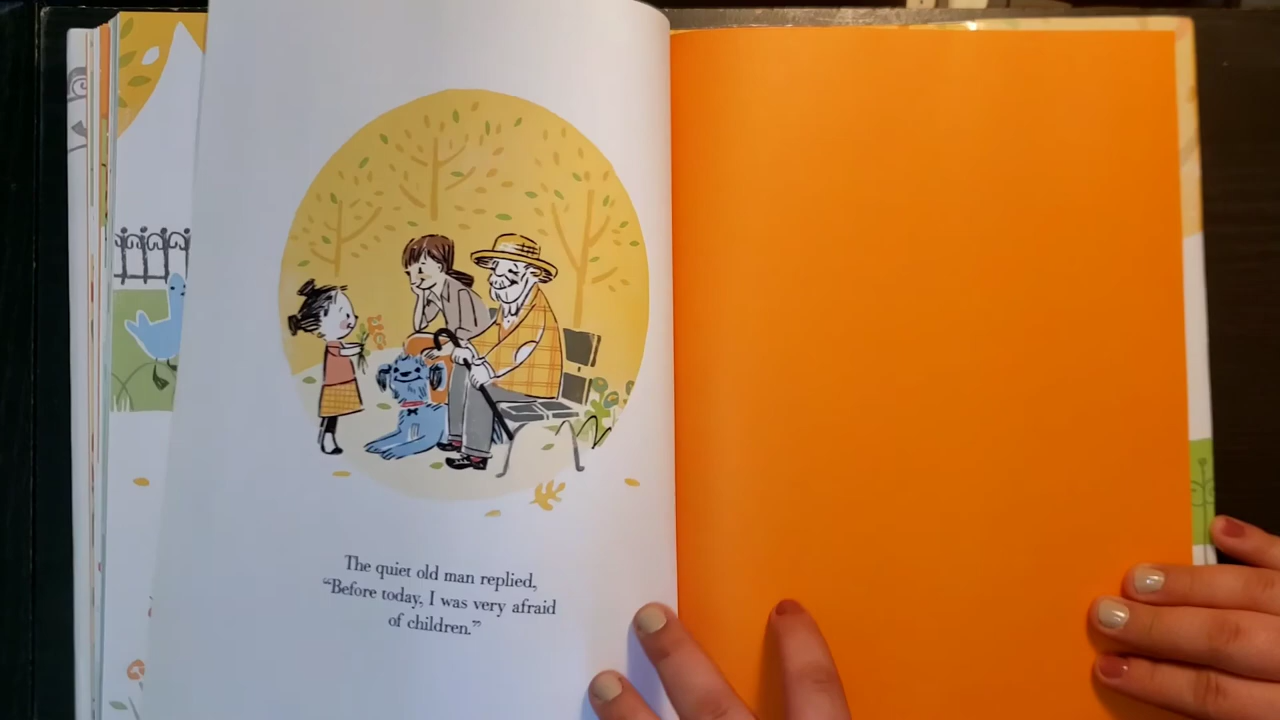 The quiet old man replied,
“Before today, I was very afraid
of children.”